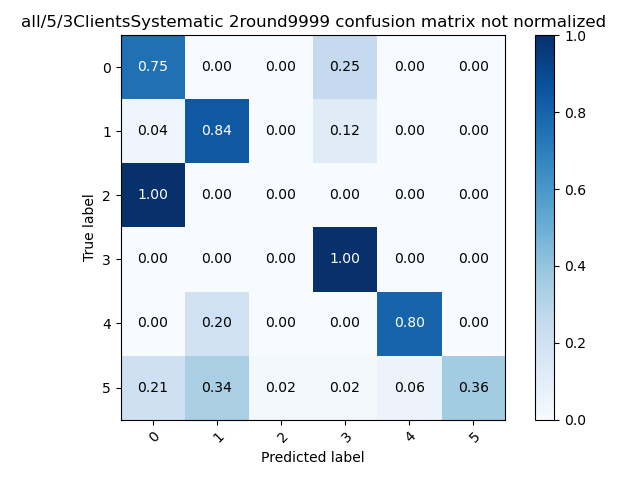 all/5/3ClientsSystematic 2round9999 confusion matrix not normalized
0 0.75 0.00 0.00 0.25 0.00 0.00
1 0.04 0.84 0.00 0.12 0.00 0.00
2 1.00 0.00 0.00 0.00 0.00 0.00
3 0.00 0.00 0.00 1.00 0.00 0.00
4 0.00 0.20 0.00 0.00 0.80 0.00
5 0.21 0.34 0.02 0.02 0.06 0.36
0 1 2 3 4 5
True label
Predicted label
1.0
0.8
0.6
0.4
0.2
0.0